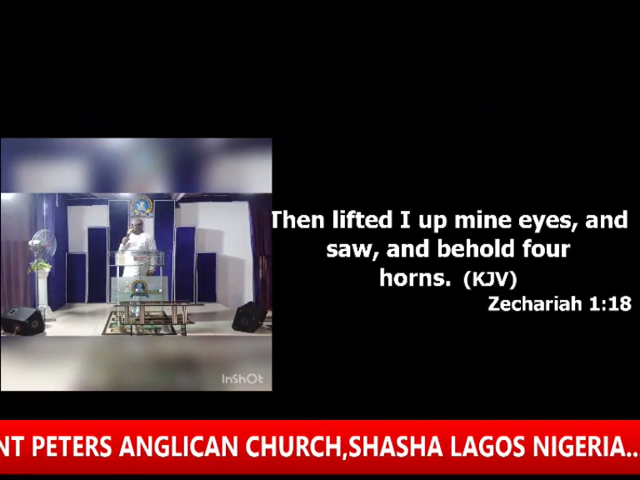 Then lifted I up mine eyes, and
saw, and behold four
horns. (KJV)
Zechariah 1:18
InShOt
NT PETERS ANGLICAN CHURCH,SHASHA LAGOS NIGERIA..